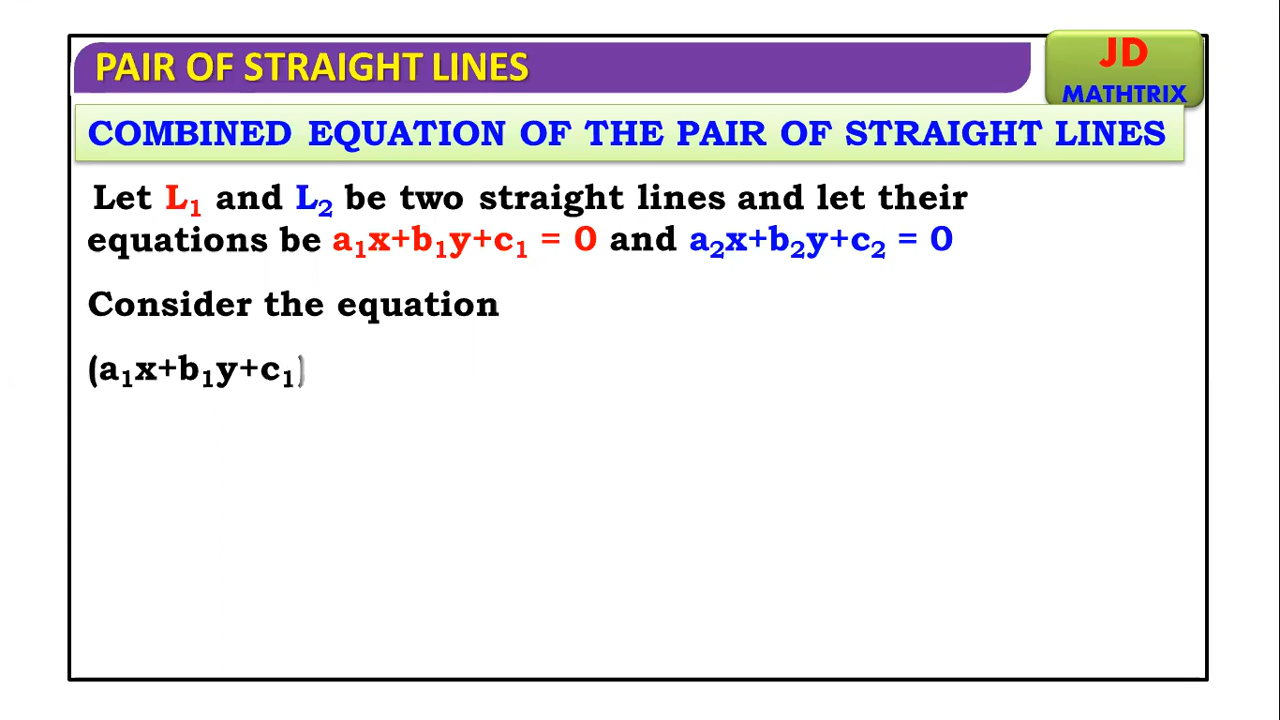 PAIR OF STRAIGHT LINES
JD
MATHTRIX
COMBINED EQUATION OF THE PAIR OF STRAIGHT LINES
Let L₁ and L₂ be two straight lines and let their
equations be a₁x+b₁y+c₁ = 0 and a₂x+b₂y+c₂ = 0
Consider the equation
(a₁x+b₁y+c₁)